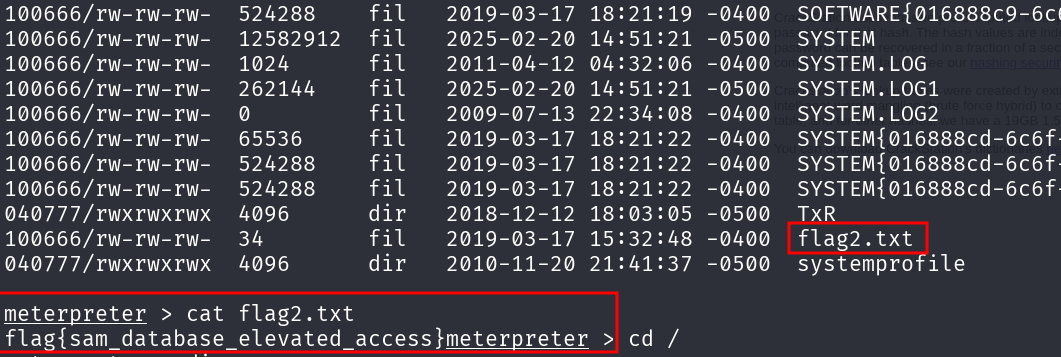 100666/rw-rw-rw- 524288 fil 2019-03-17 18:21:19 -0400 SOFTWARE{016888c9-6c6
100666/rw-rw-rw- 12582912 fil 2025-02-20 14:51:21 -0500 SYSTEM
100666/rw-rw-rw- 1024 fil 2011-04-12 04:32:06 -0400 SYSTEM.LOG
100666/rw-rw-rw- 262144 fil 2025-02-20 14:51:21 -0500 SYSTEM.LOG1
100666/rw-rw-rw- 0 fil 2009-07-13 22:34:08 -0400 SYSTEM.LOG2
100666/rw-rw-rw- 65536 fil 2019-03-17 18:21:22 -0400 SYSTEM{016888cd-6c6f-
100666/rw-rw-rw- 524288 fil 2019-03-17 18:21:22 -0400 SYSTEM{016888cd-6c6f-
100666/rw-rw-rw- 524288 fil 2019-03-17 18:21:22 -0400 SYSTEM{016888cd-6c6f-
040777/rwxrwxrwx 4096 dir 2018-12-12 18:03:05 -0500 TxR
100666/rw-rw-rw- 34 fil 2019-03-17 15:32:48 -0400 flag2.txt
040777/rwxrwxrwx 4096 dir 2010-11-20 21:41:37 -0500 systemprofile
meterpreter > cat flag2.txt
flag{sam_database_elevated_access}meterpreter > cd /